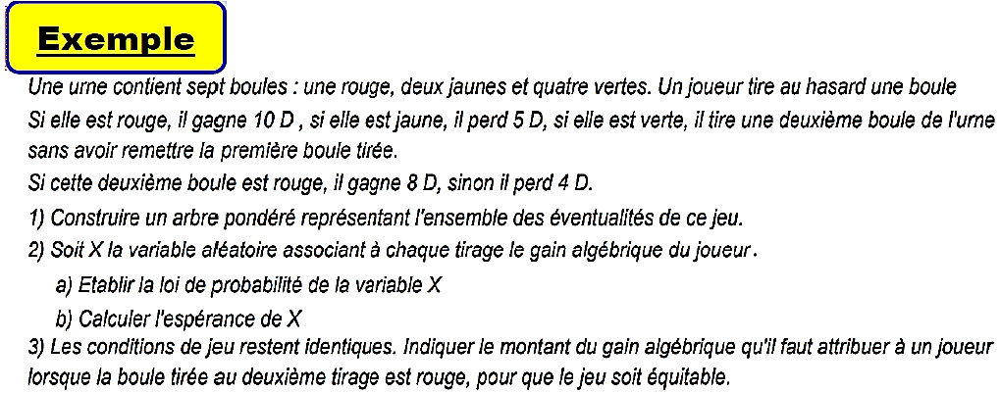 Exemple
Une urne contient sept boules : une rouge, deux jaunes et quatre vertes. Un joueur tire au hasard une boule
Si elle est rouge, il gagne 10 D , si elle est jaune, il perd 5 D, si elle est verte, il tire une deuxième boule de l'urne
sans avoir remettre la première boule tirée.
Si cette deuxième boule est rouge, il gagne 8 D, sinon il perd 4 D.
1) Construire un arbre pondéré représentant l'ensemble des éventualités de ce jeu.
2) Soit X la variable aléatoire associant à chaque tirage le gain algébrique du joueur.
a) Etablir la loi de probabilité de la variable X
b) Calculer l'espérance de X
3) Les conditions de jeu restent identiques. Indiquer le montant du gain algébrique qu'il faut attribuer à un joueur
lorsque la boule tirée au deuxième tirage est rouge, pour que le jeu soit équitable.